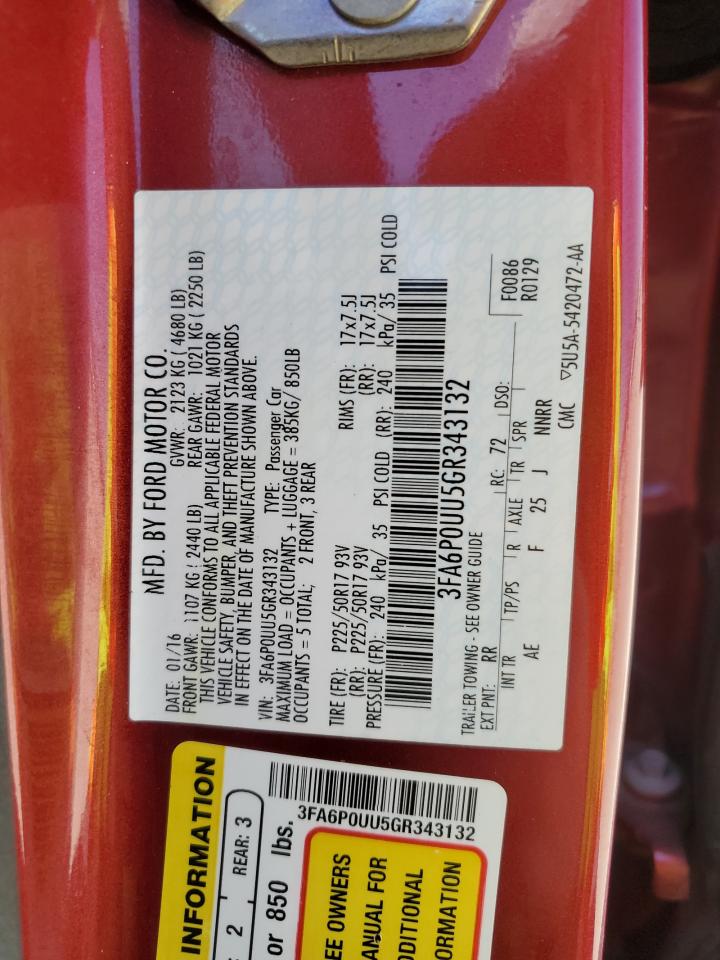 MFD. BY FORD MOTOR CO.
DATE: 01/16 GVWR: 2123 KG ( 4680 LB)
FRONT GAWR: 1107 KG ( 2440 LB) REAR GAWR: 1021 KG ( 2250 LB)
THIS VEHICLE CONFORMS TO ALL APPLICABLE FEDERAL MOTOR
VEHICLE SAFETY, BUMPER, AND THEFT PREVENTION STANDARDS
IN EFFECT ON THE DATE OF MANUFACTURE SHOWN ABOVE.
VIN: 3FA6P0UU5GR343132 TYPE: Passenger Car
MAXIMUM LOAD = OCCUPANTS + LUGGAGE = 385KG/ 850LB
OCCUPANTS = 5 TOTAL; 2 FRONT, 3 REAR
TIRE (FR): P225/50R17 93V RIMS (FR): 17x7.5J
(RR): P225/50R17 93V (RR): 17x7.5J
PRESSURE (FR): 240 kPa/ 35 PSI COLD (RR): 240 kPa/ 35 PSI COLD
3FA6P0UU5GR343132
TRAILER TOWING - SEE OWNER GUIDE F0086
EXT PNT: RR RC: 72 DSO: R0129
INT TR TP/PS R AXLE TR SPR
AE F 25 J NNRR
CMC ▽5U5A-5420472-AA
INFORMATION
: 2 REAR: 3
or 850 lbs.
3FA6P0UU5GR343132
EE OWNERS
ANUAL FOR
DDITIONAL
ORMATION